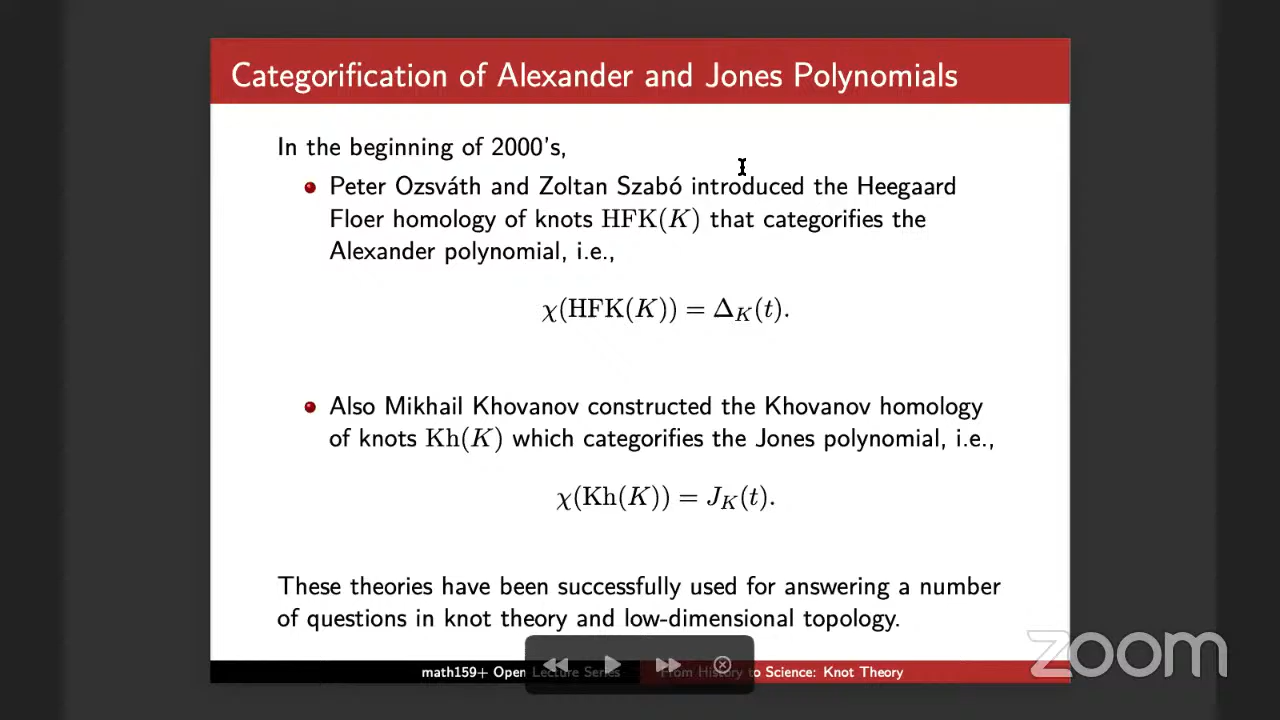 Categorification of Alexander and Jones Polynomials
In the beginning of 2000's,
Peter Ozsváth and Zoltan Szabó introduced the Heegaard
Floer homology of knots HFK(K) that categorifies the
Alexander polynomial, i.e.,
χ(HFK(K)) = Δ_K(t).
Also Mikhail Khovanov constructed the Khovanov homology
of knots Kh(K) which categorifies the Jones polynomial, i.e.,
χ(Kh(K)) = J_K(t).
These theories have been successfully used for answering a number
of questions in knot theory and low-dimensional topology.
math159+ Open Lecture Series
From History to Science: Knot Theory
zoom